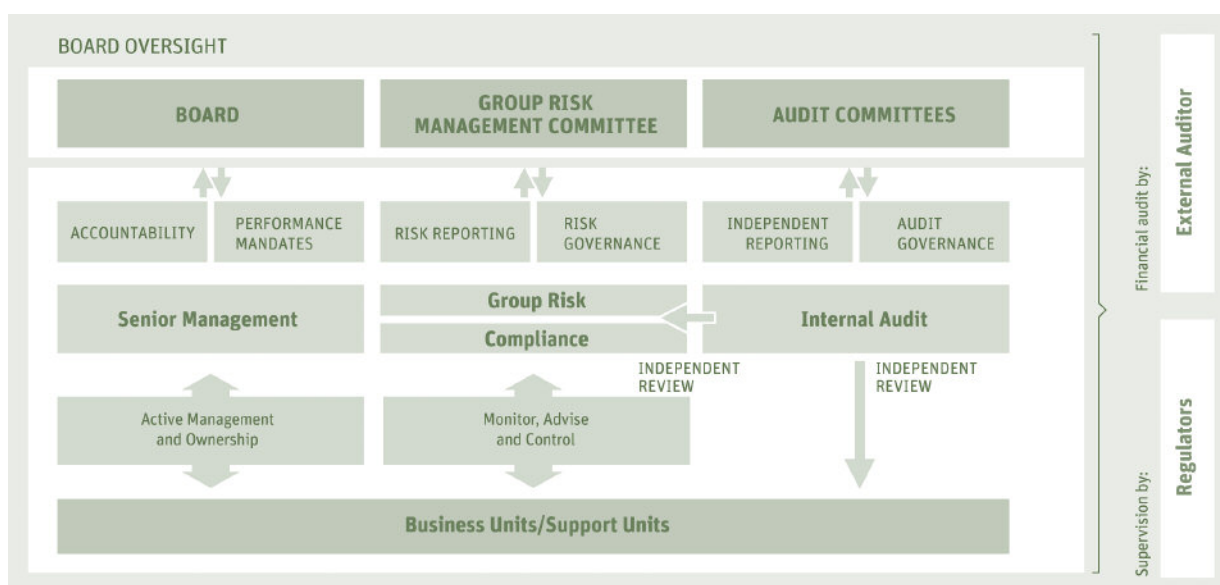 BOARD OVERSIGHT
BOARD
GROUP RISK
MANAGEMENT COMMITTEE
AUDIT COMMITTEES
ACCOUNTABILITY
PERFORMANCE
MANDATES
RISK REPORTING
RISK
GOVERNANCE
INDEPENDENT
REPORTING
AUDIT
GOVERNANCE
Senior Management
Group Risk
Compliance
Internal Audit
INDEPENDENT
REVIEW
INDEPENDENT
REVIEW
Active Management
and Ownership
Monitor, Advise
and Control
Business Units/Support Units
Financial audit by:
External Auditor
Supervision by:
Regulators